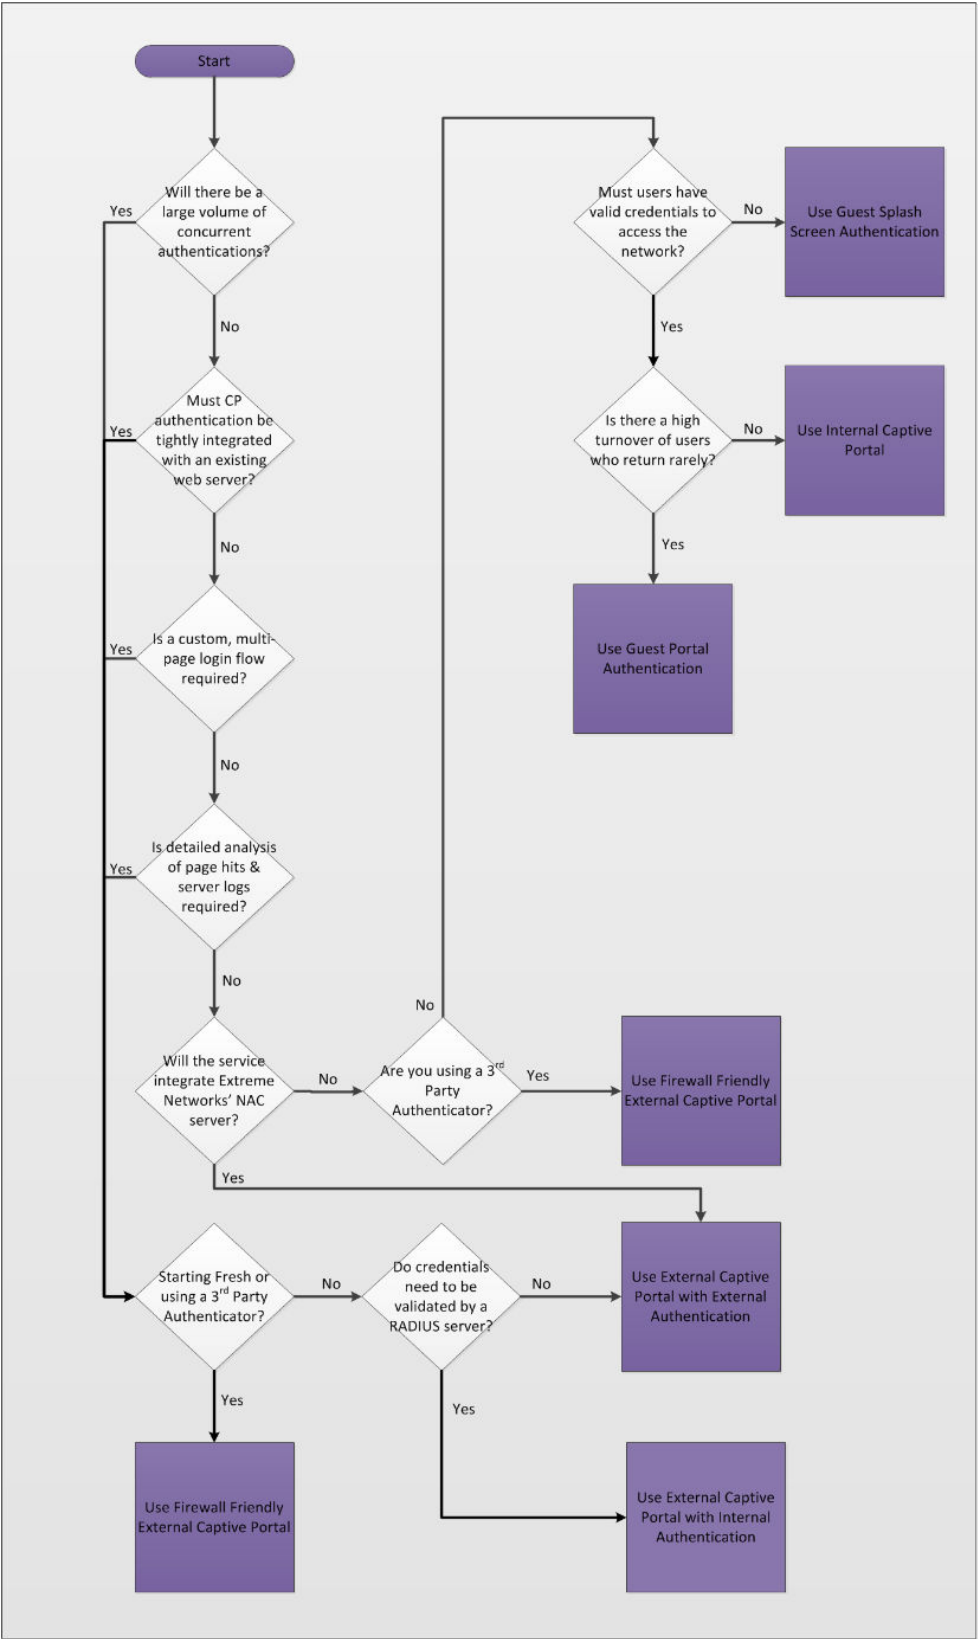 Start
Will there be a
large volume of
concurrent
authentications?
Yes
No
Must CP
authentication be
tightly integrated
with an existing
web server?
Yes
No
Is a custom, multi-
page login flow
required?
Yes
No
Is detailed analysis
of page hits &
server logs
required?
Yes
No
Will the service
integrate Extreme
Networks' NAC
server?
No
Yes
Are you using a 3rd
Party
Authenticator?
No
Yes
Use Firewall Friendly
External Captive Portal
Must users have
valid credentials to
access the
network?
No
Use Guest Splash
Screen Authentication
Yes
Is there a high
turnover of users
who return rarely?
No
Use Internal Captive
Portal
Yes
Use Guest Portal
Authentication
Starting Fresh or
using a 3rd Party
Authenticator?
No
Yes
Use Firewall Friendly
External Captive Portal
Do credentials
need to be
validated by a
RADIUS server?
No
Use External Captive
Portal with External
Authentication
Yes
Use External Captive
Portal with Internal
Authentication